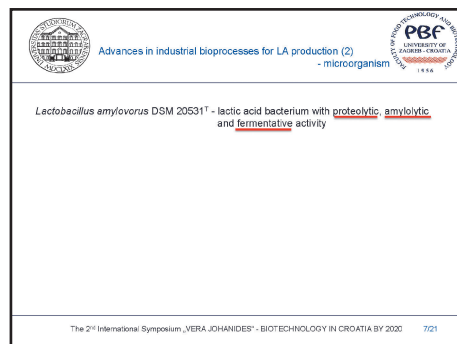 Advances in industrial bioprocesses for LA production (2)
- microorganism
PBF
UNIVERSITY OF
ZAGREB - CROATIA
1956
Lactobacillus amylovorus DSM 20531ᵀ - lactic acid bacterium with proteolytic, amylolytic
and fermentative activity
The 2ⁿᵈ International Symposium „VERA JOHANIDES“ - BIOTECHNOLOGY IN CROATIA BY 2020 7/21